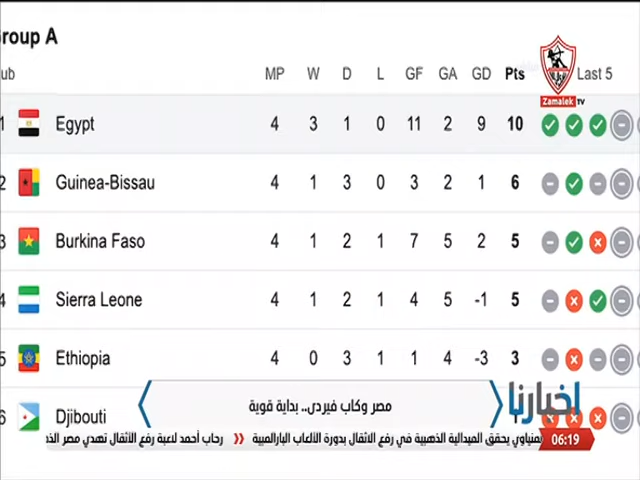 Group A
Club MP W D L GF GA GD Pts Last 5
1 Egypt 4 3 1 0 11 2 9 10
2 Guinea-Bissau 4 1 3 0 3 2 1 6
3 Burkina Faso 4 1 2 1 7 5 2 5
4 Sierra Leone 4 1 2 1 4 5 -1 5
5 Ethiopia 4 0 3 1 1 4 -3 3
6 Djibouti
Zamalek TV
مصر وكاب فيردي.. بداية قوية
اخبارنا
يحقق الميدالية الذهبية في رفع الاثقال بدورة الألعاب البارالمبية
رحاب أحمد لاعبة رفع الأثقال تهدي مصر
06:19